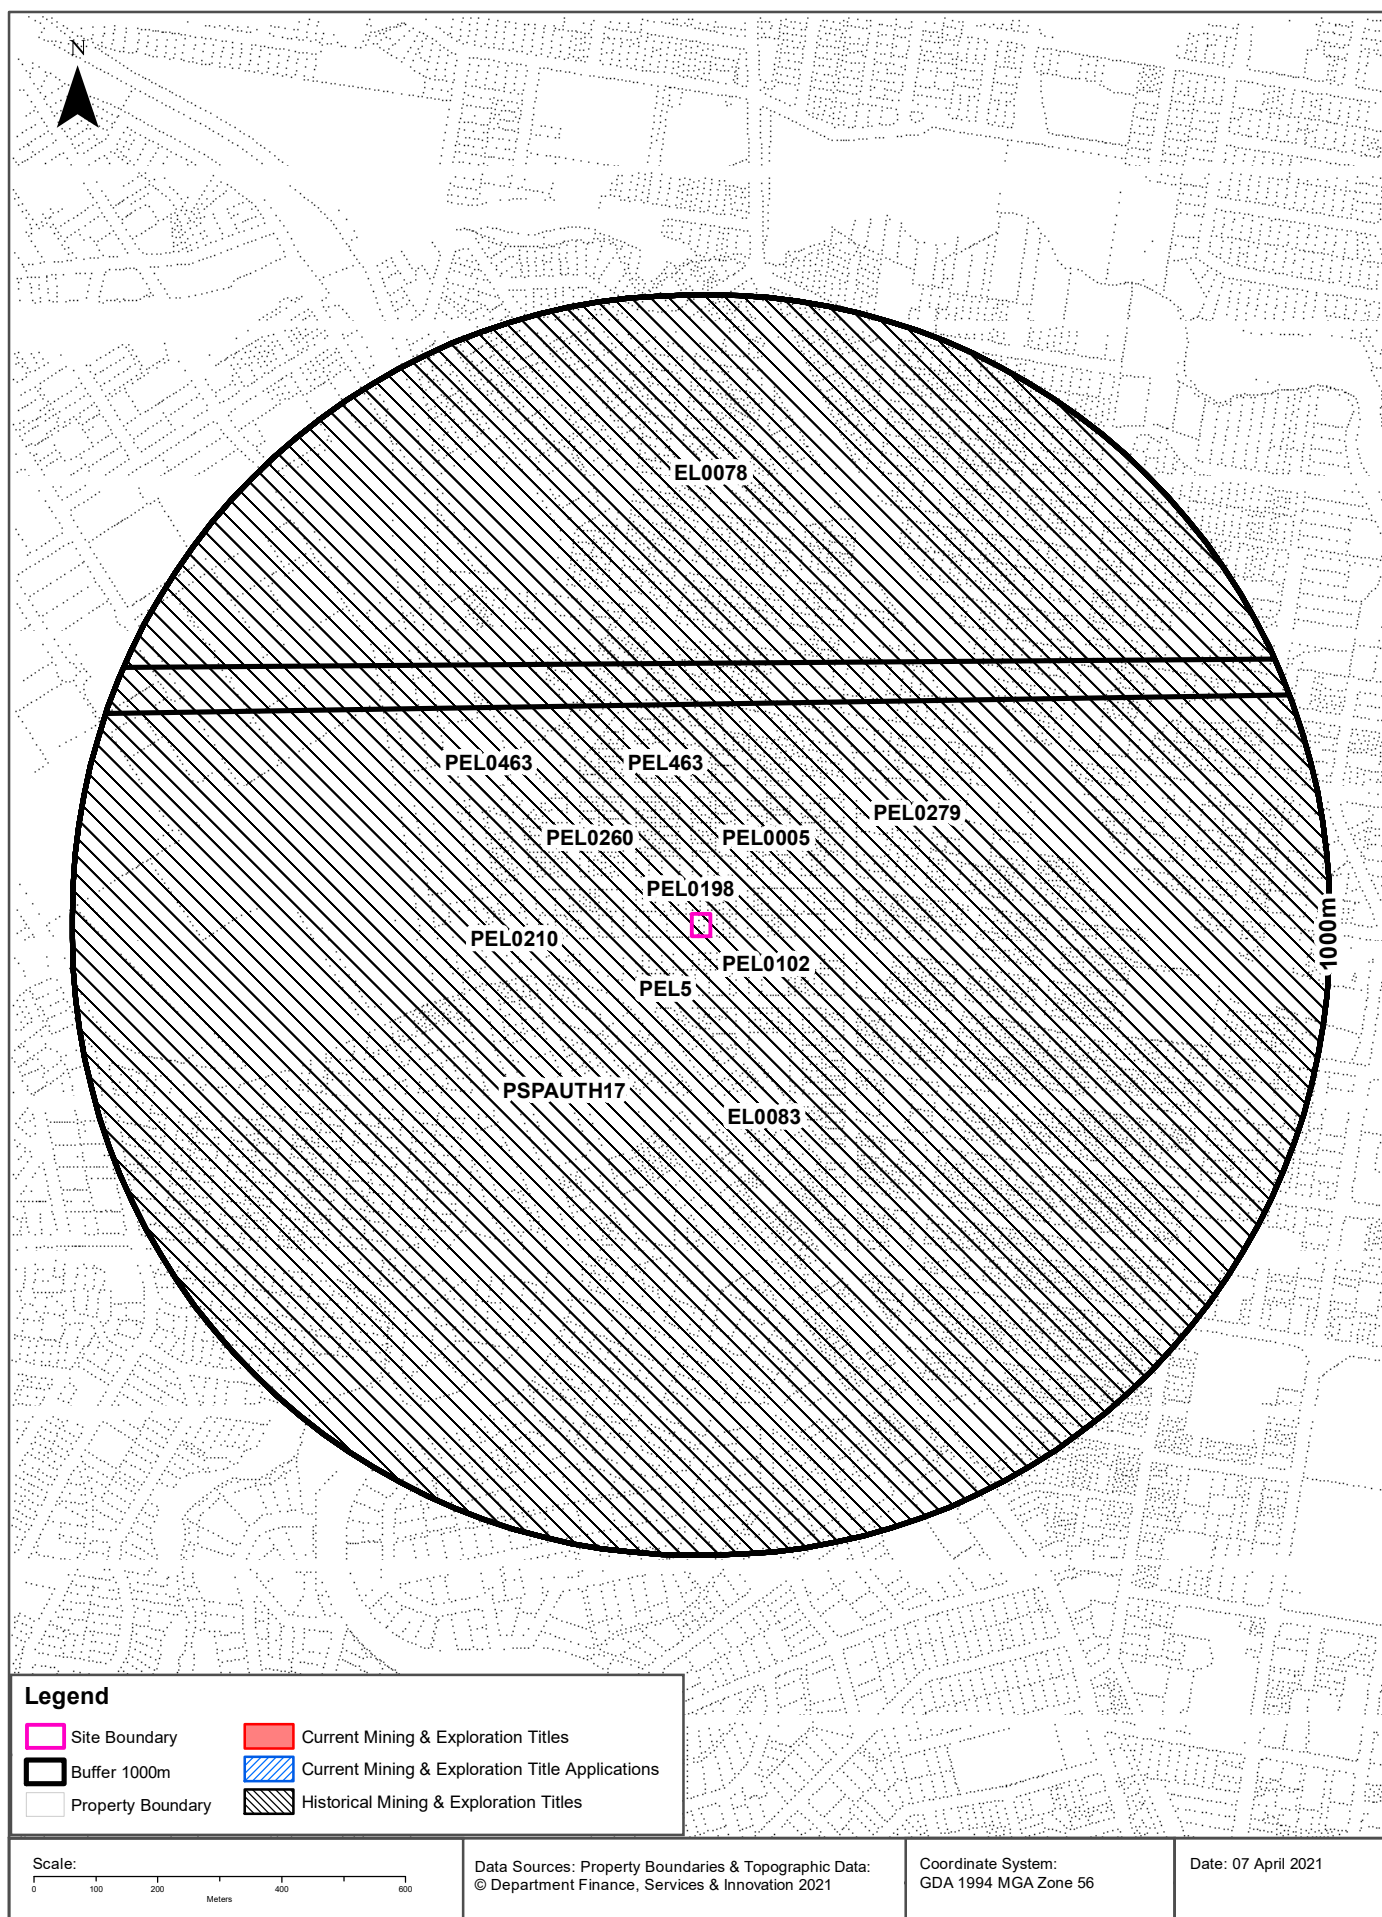 N
EL0078
PEL0463
PEL463
PEL0279
PEL0260
PEL0005
PEL0198
1000m
PEL0210
PEL0102
PEL5
PSPAUTH17
EL0083
Legend
Site Boundary
Buffer 1000m
Property Boundary
Current Mining & Exploration Titles
Current Mining & Exploration Title Applications
Historical Mining & Exploration Titles
Scale:
0 100 200 400 600
Meters
Data Sources: Property Boundaries & Topographic Data:
© Department Finance, Services & Innovation 2021
Coordinate System:
GDA 1994 MGA Zone 56
Date: 07 April 2021